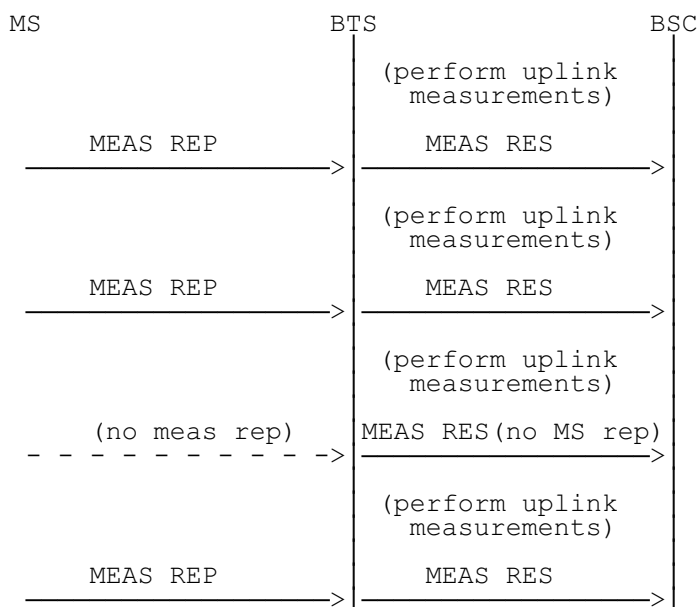 MS BTS BSC
(perform uplink
measurements)
MEAS REP MEAS RES
(perform uplink
measurements)
MEAS REP MEAS RES
(perform uplink
measurements)
(no meas rep) MEAS RES(no MS rep)
(perform uplink
measurements)
MEAS REP MEAS RES